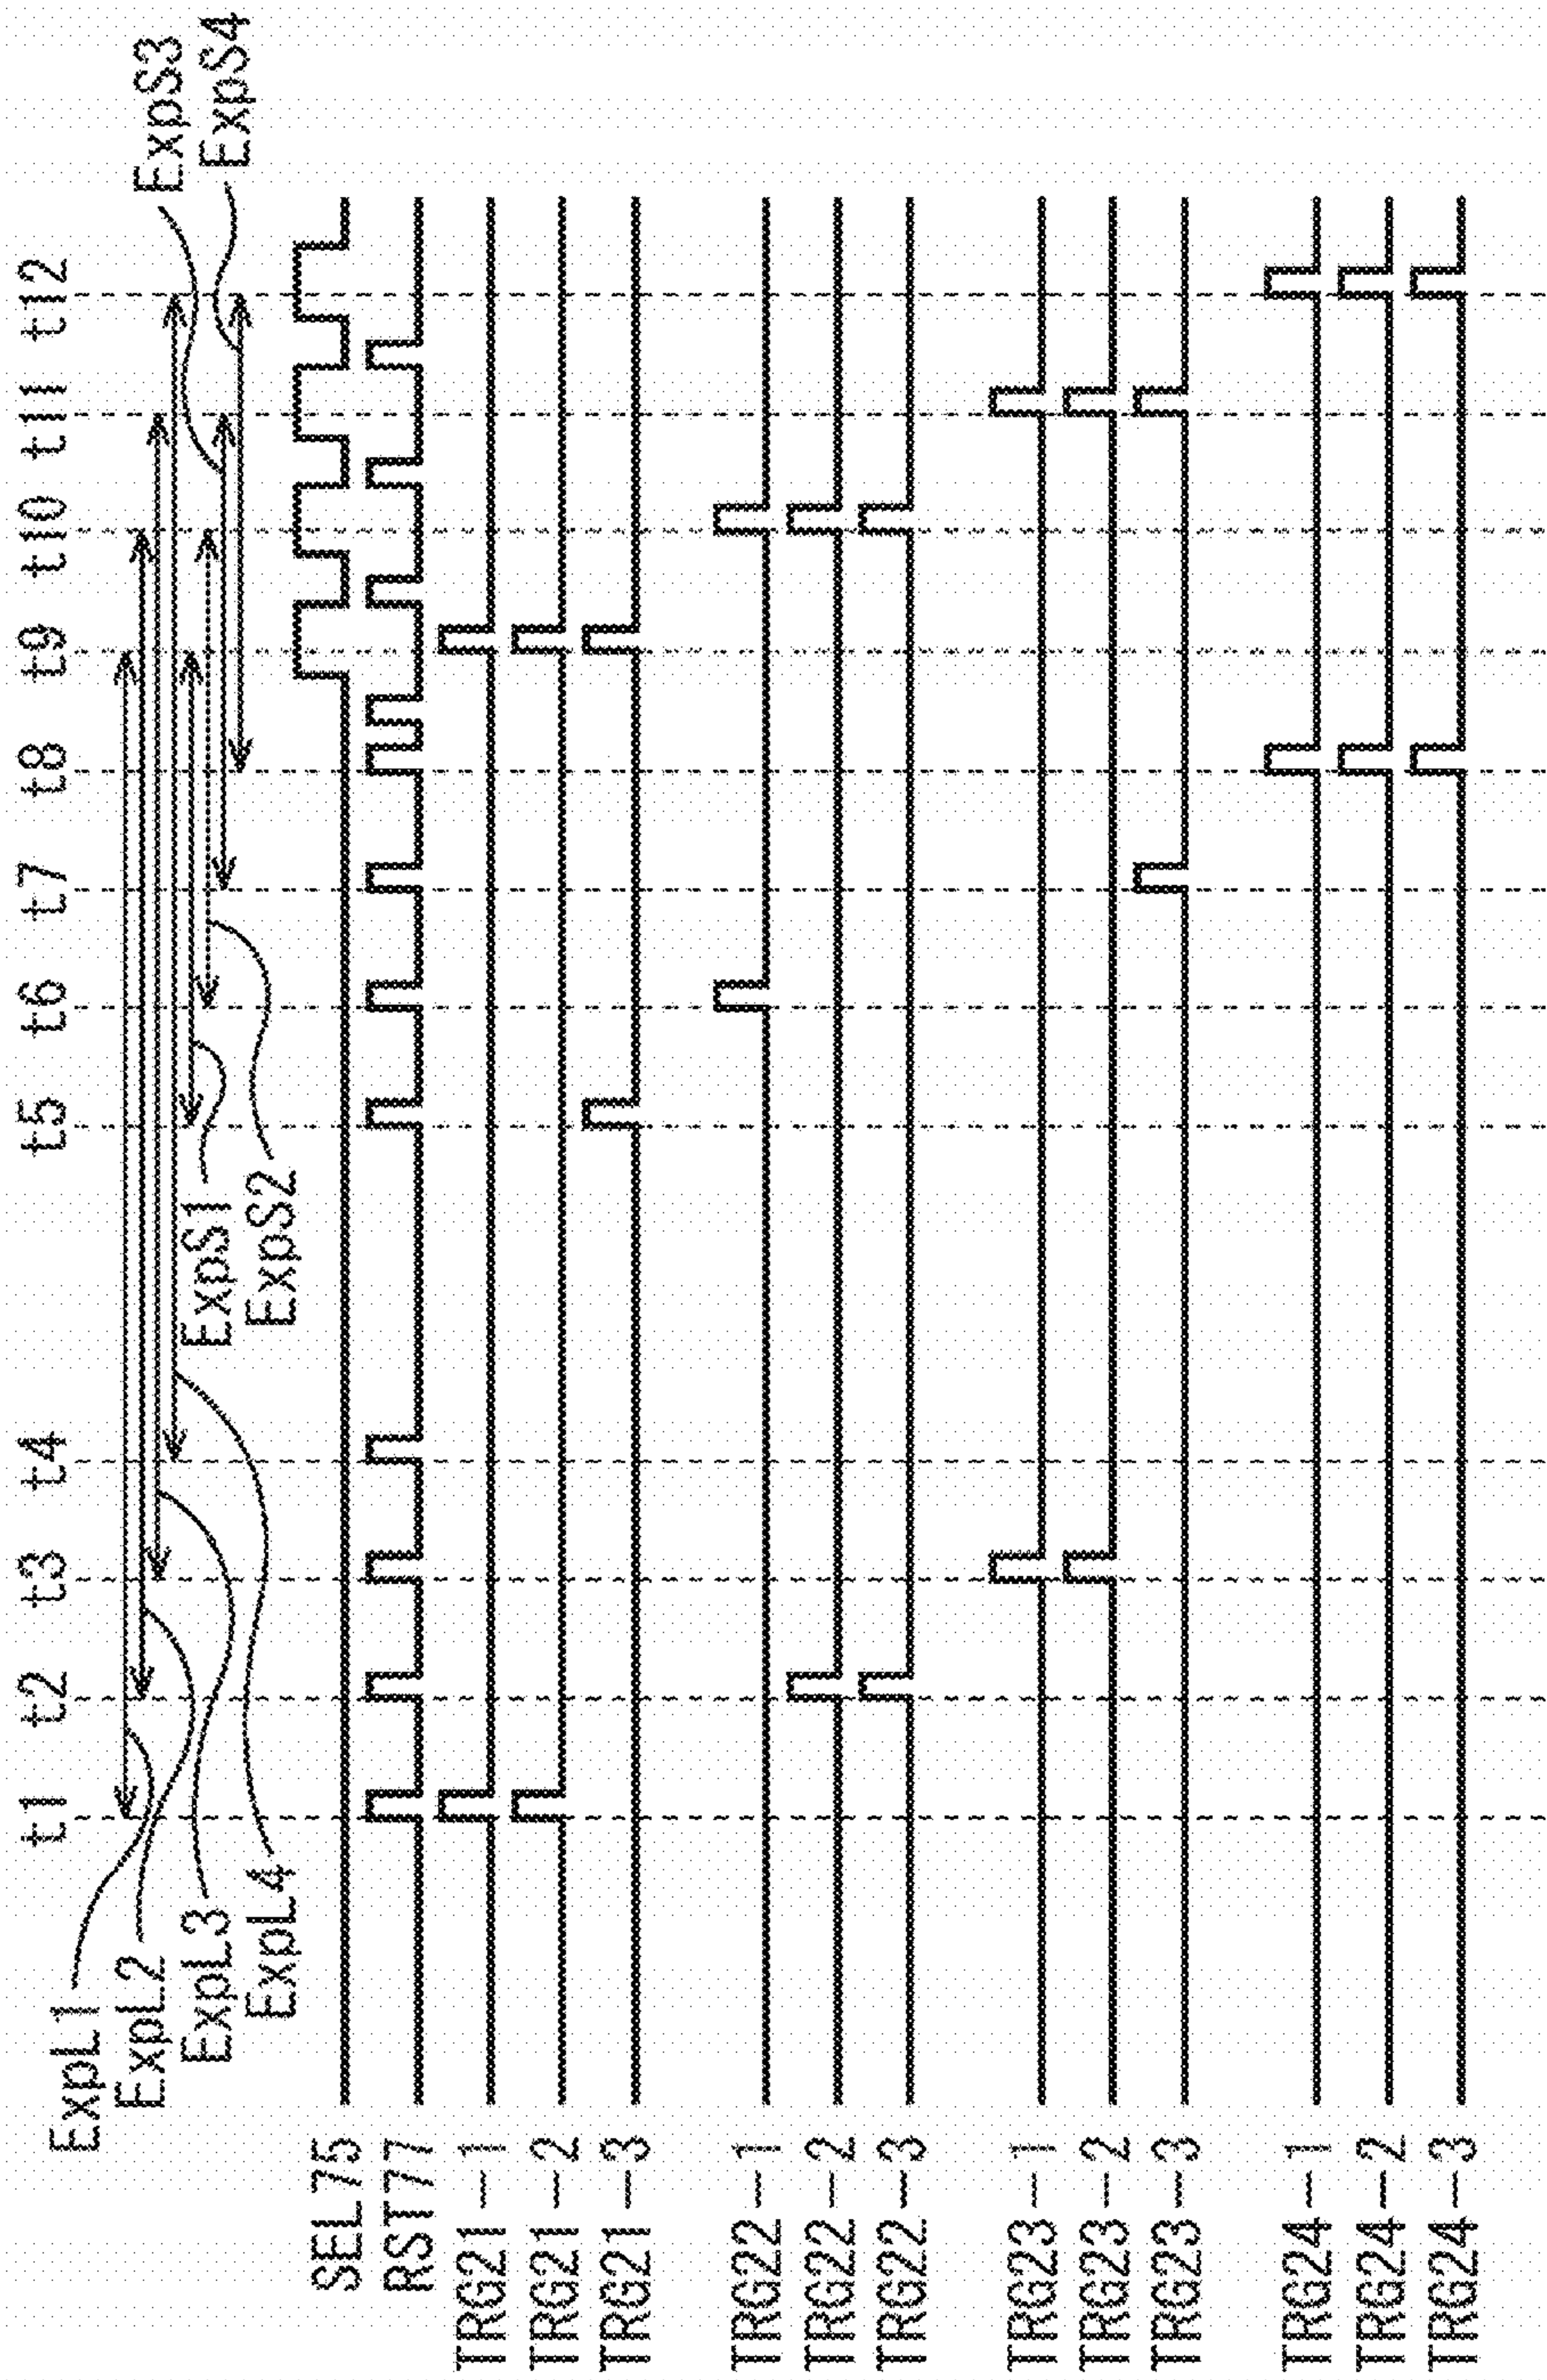 ExpL1
ExpL2
ExpL3
ExpL4
ExpS1
ExpS2
ExpS3
ExpS4
t1 t2 t3 t4 t5 t6 t7 t8 t9 t10 t11 t12
SEL75
RST77
TRG21-1
TRG21-2
TRG21-3
TRG22-1
TRG22-2
TRG22-3
TRG23-1
TRG23-2
TRG23-3
TRG24-1
TRG24-2
TRG24-3